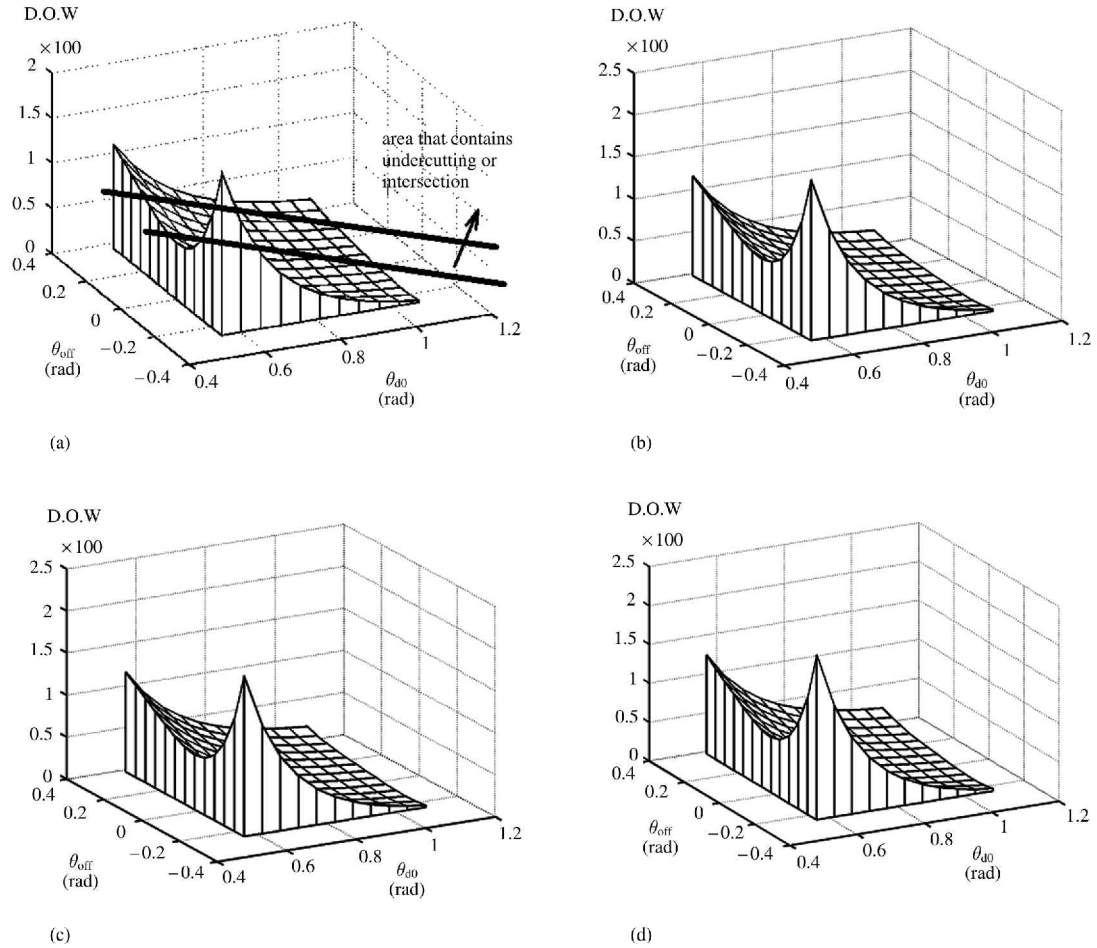 D.O.W
×100
2
1.5
1
0.5
0
0.4
0.2
0
−0.2
−0.4
θoff
(rad)
0.4
0.6
0.8
1
1.2
θd0
(rad)
area that contains
undercutting or
intersection
(a)
D.O.W
×100
2.5
2
1.5
1
0.5
0
0.4
0.2
0
−0.2
−0.4
θoff
(rad)
0.4
0.6
0.8
1
1.2
θd0
(rad)
(b)
D.O.W
×100
2.5
2
1.5
1
0.5
0
0.4
0.2
0
−0.2
−0.4
θoff
(rad)
0.4
0.6
0.8
1
1.2
θd0
(rad)
(c)
D.O.W
×100
2.5
2
1.5
1
0.5
0
0.4
0.2
0
−0.2
−0.4
θoff
(rad)
0.4
0.6
0.8
1
1.2
θd0
(rad)
(d)